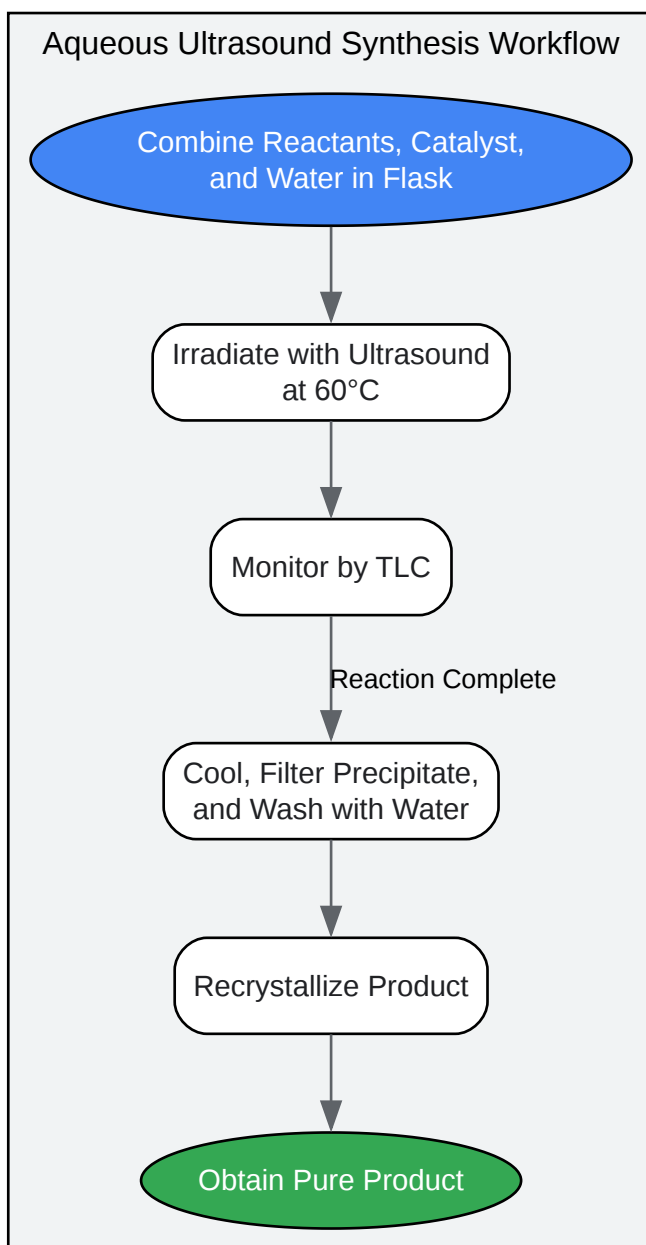 Aqueous Ultrasound Synthesis Workflow
Combine Reactants, Catalyst,
and Water in Flask
Irradiate with Ultrasound
at 60°C
Monitor by TLC
Reaction Complete
Cool, Filter Precipitate,
and Wash with Water
Recrystallize Product
Obtain Pure Product